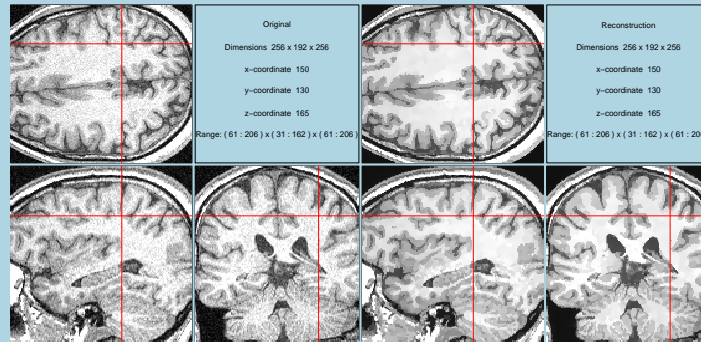 Original
Dimensions 256 x 192 x 256
x-coordinate 150
y-coordinate 130
z-coordinate 165
Range: ( 61 : 206 ) x ( 31 : 162 ) x ( 61 : 206 )
Reconstruction
Dimensions 256 x 192 x 256
x-coordinate 150
y-coordinate 130
z-coordinate 165
Range: ( 61 : 206 ) x ( 31 : 162 ) x ( 61 : 206